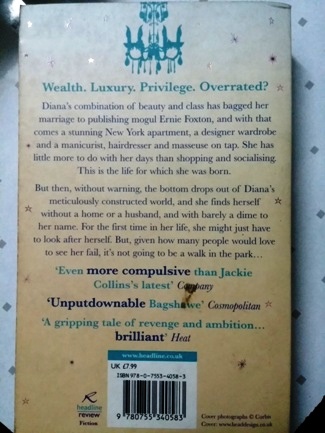 Wealth. Luxury. Privilege. Overrated?
Diana's combination of beauty and class has bagged her
marriage to publishing mogul Ernie Foxton, and with that
comes a stunning New York apartment, a designer wardrobe
and a manicurist, hairdresser and masseuse on tap. She has
little more to do with her days than shopping and socialising.
This is the life for which she was born.
But then, without warning, the bottom drops out of Diana's
meticulously constructed world, and she finds herself
without a home or a husband, and with barely a dime to
her name. For the first time in her life, she might just have
to look after herself. But, given how many people would love
to see her fail, it's not going to be a walk in the park…
'Even more compulsive than Jackie
Collins's latest' Company
'Unputdownable Bagshawe' Cosmopolitan
'A gripping tale of revenge and ambition…
brilliant' Heat
www.headline.co.uk
UK £7.99
ISBN 978-0-7553-4058-3
9 780755 340583
headline
review
Fiction
Cover photographs © Corbis
Cover: www.headdesign.co.uk